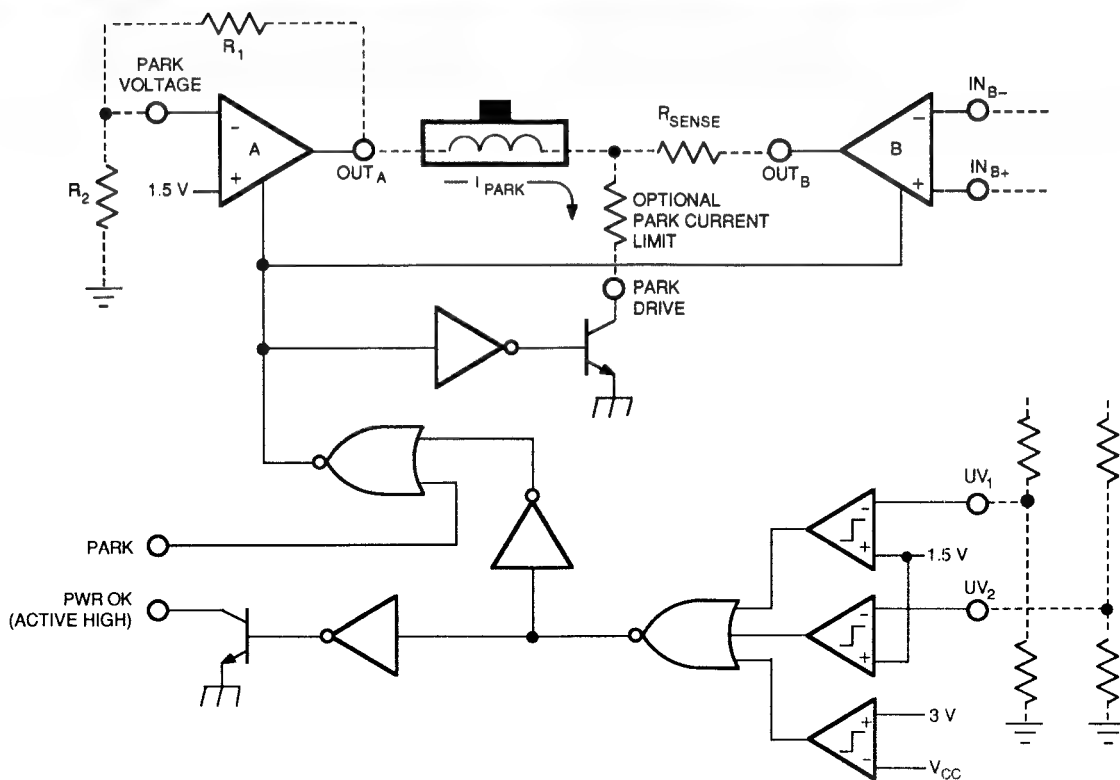 R1
PARK
VOLTAGE
-
A
+
1.5 V
R2
OUTA
— IPARK
RSENSE
OPTIONAL
PARK CURRENT
LIMIT
OUTB
B
-
+
INB–
INB+
PARK
DRIVE
PARK
PWR OK
(ACTIVE HIGH)
UV1
-
+
1.5 V
UV2
-
+
+
3 V
-
VCC